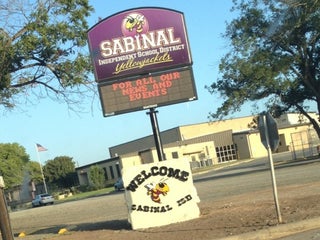 SABINAL
INDEPENDENT SCHOOL DISTRICT
Yellowjackets
FOR ALL OUR
NEWS AND
EVENTS
WELCOME
SABINAL ISD